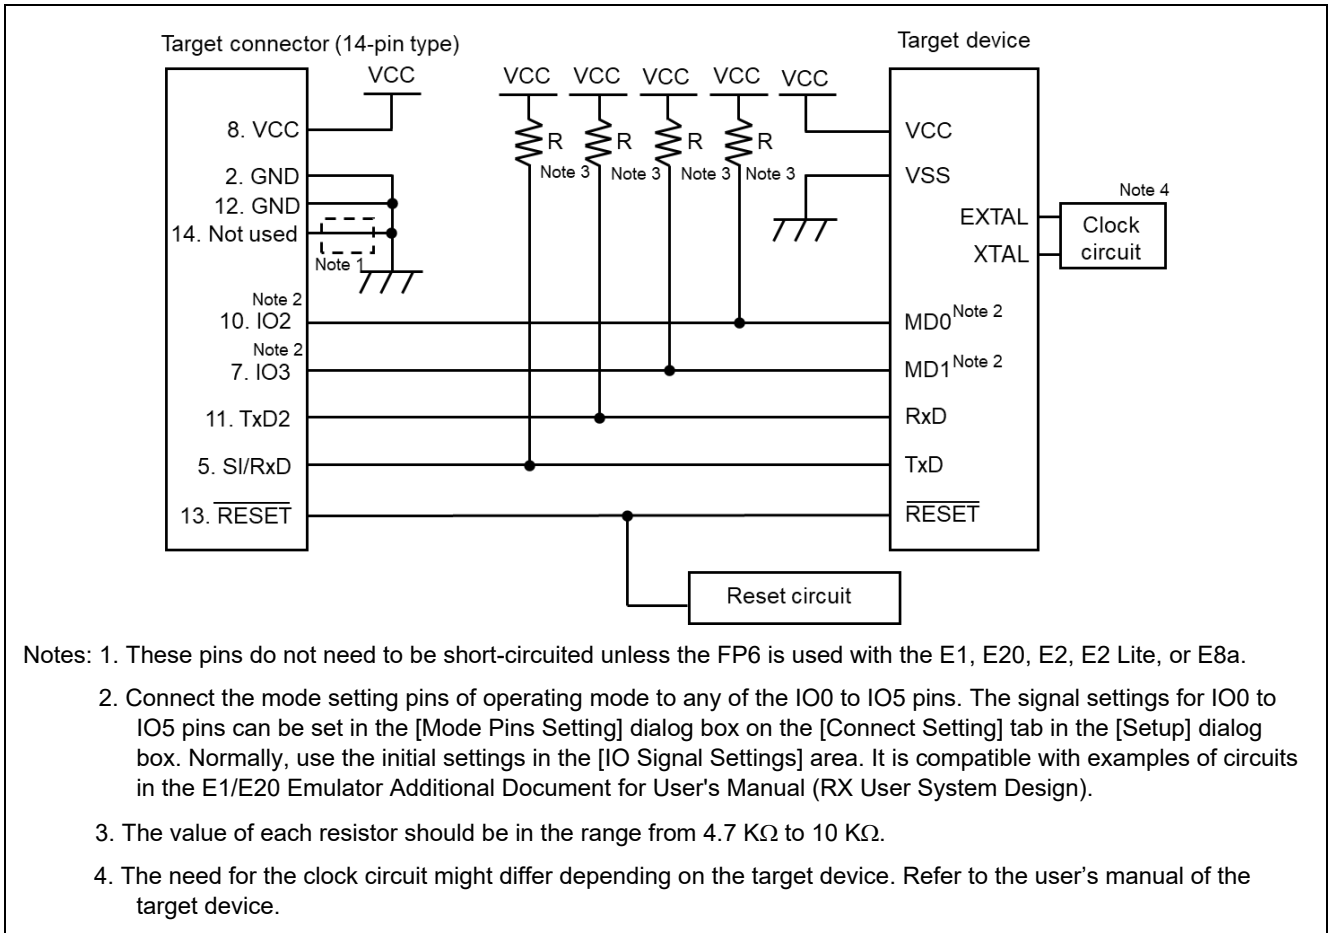 Target connector (14-pin type)
Target device
VCC
VCC
VCC
VCC
VCC
VCC
8. VCC
R
R
R
R
VCC
Note 3
Note 3
Note 3
Note 3
2. GND
VSS
Note 4
12. GND
EXTAL
Clock
circuit
14. Not used
XTAL
Note 1
Note 2
10. IO2
MD0Note 2
Note 2
7. IO3
MD1Note 2
11. TxD2
RxD
5. SI/RxD
TxD
13. RESET
RESET
Reset circuit
Notes: 1. These pins do not need to be short-circuited unless the FP6 is used with the E1, E20, E2, E2 Lite, or E8a.
2. Connect the mode setting pins of operating mode to any of the IO0 to IO5 pins. The signal settings for IO0 to
IO5 pins can be set in the [Mode Pins Setting] dialog box on the [Connect Setting] tab in the [Setup] dialog
box. Normally, use the initial settings in the [IO Signal Settings] area. It is compatible with examples of circuits
in the E1/E20 Emulator Additional Document for User's Manual (RX User System Design).
3. The value of each resistor should be in the range from 4.7 KΩ to 10 KΩ.
4. The need for the clock circuit might differ depending on the target device. Refer to the user’s manual of the
target device.